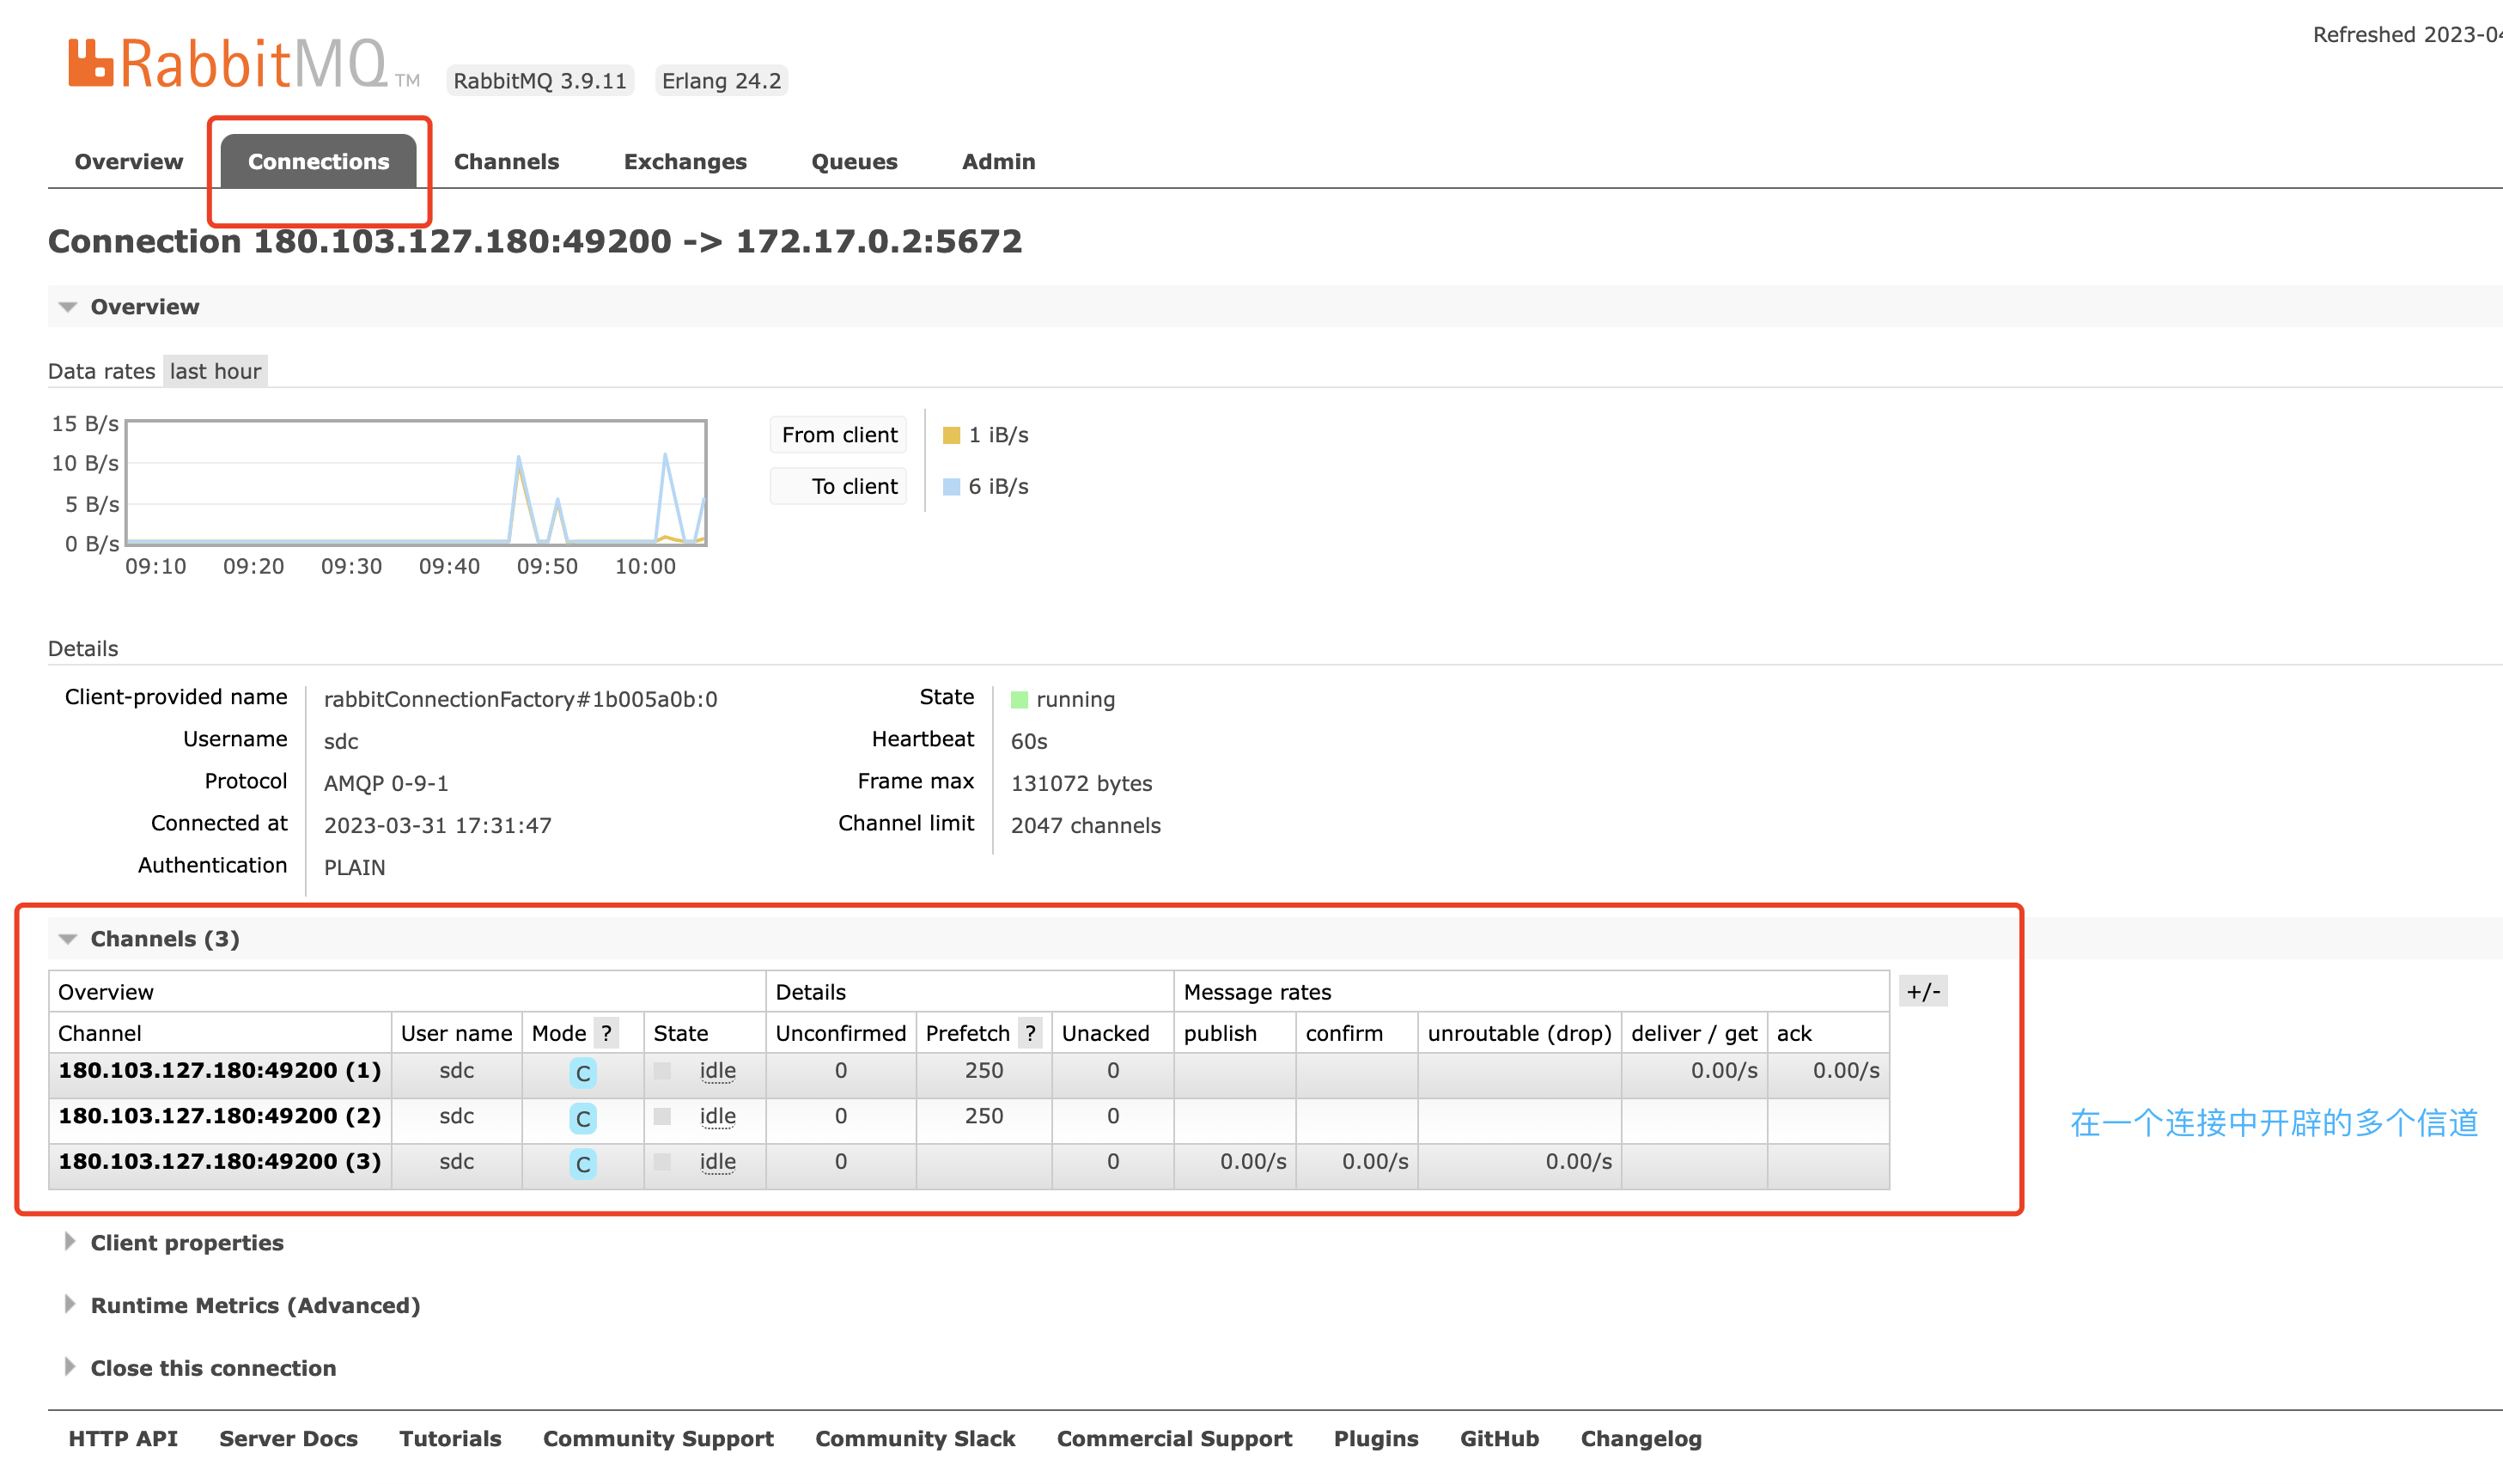 Refreshed 2023-04
RabbitMQ TM RabbitMQ 3.9.11 Erlang 24.2
Overview Connections Channels Exchanges Queues Admin
Connection 180.103.127.180:49200 -> 172.17.0.2:5672
Overview
Data rates last hour
15 B/s
10 B/s
5 B/s
0 B/s
09:10 09:20 09:30 09:40 09:50 10:00
From client 1 iB/s
To client 6 iB/s
Details
Client-provided name rabbitConnectionFactory#1b005a0b:0
Username sdc
Protocol AMQP 0-9-1
Connected at 2023-03-31 17:31:47
Authentication PLAIN
State running
Heartbeat 60s
Frame max 131072 bytes
Channel limit 2047 channels
Channels (3)
Overview Details Message rates +/-
Channel User name Mode ? State Unconfirmed Prefetch ? Unacked publish confirm unroutable (drop) deliver / get ack
180.103.127.180:49200 (1) sdc C idle 0 250 0 0.00/s 0.00/s
180.103.127.180:49200 (2) sdc C idle 0 250 0
180.103.127.180:49200 (3) sdc C idle 0 0 0.00/s 0.00/s 0.00/s
在一个连接中开辟的多个信道
Client properties
Runtime Metrics (Advanced)
Close this connection
HTTP API Server Docs Tutorials Community Support Community Slack Commercial Support Plugins GitHub Changelog